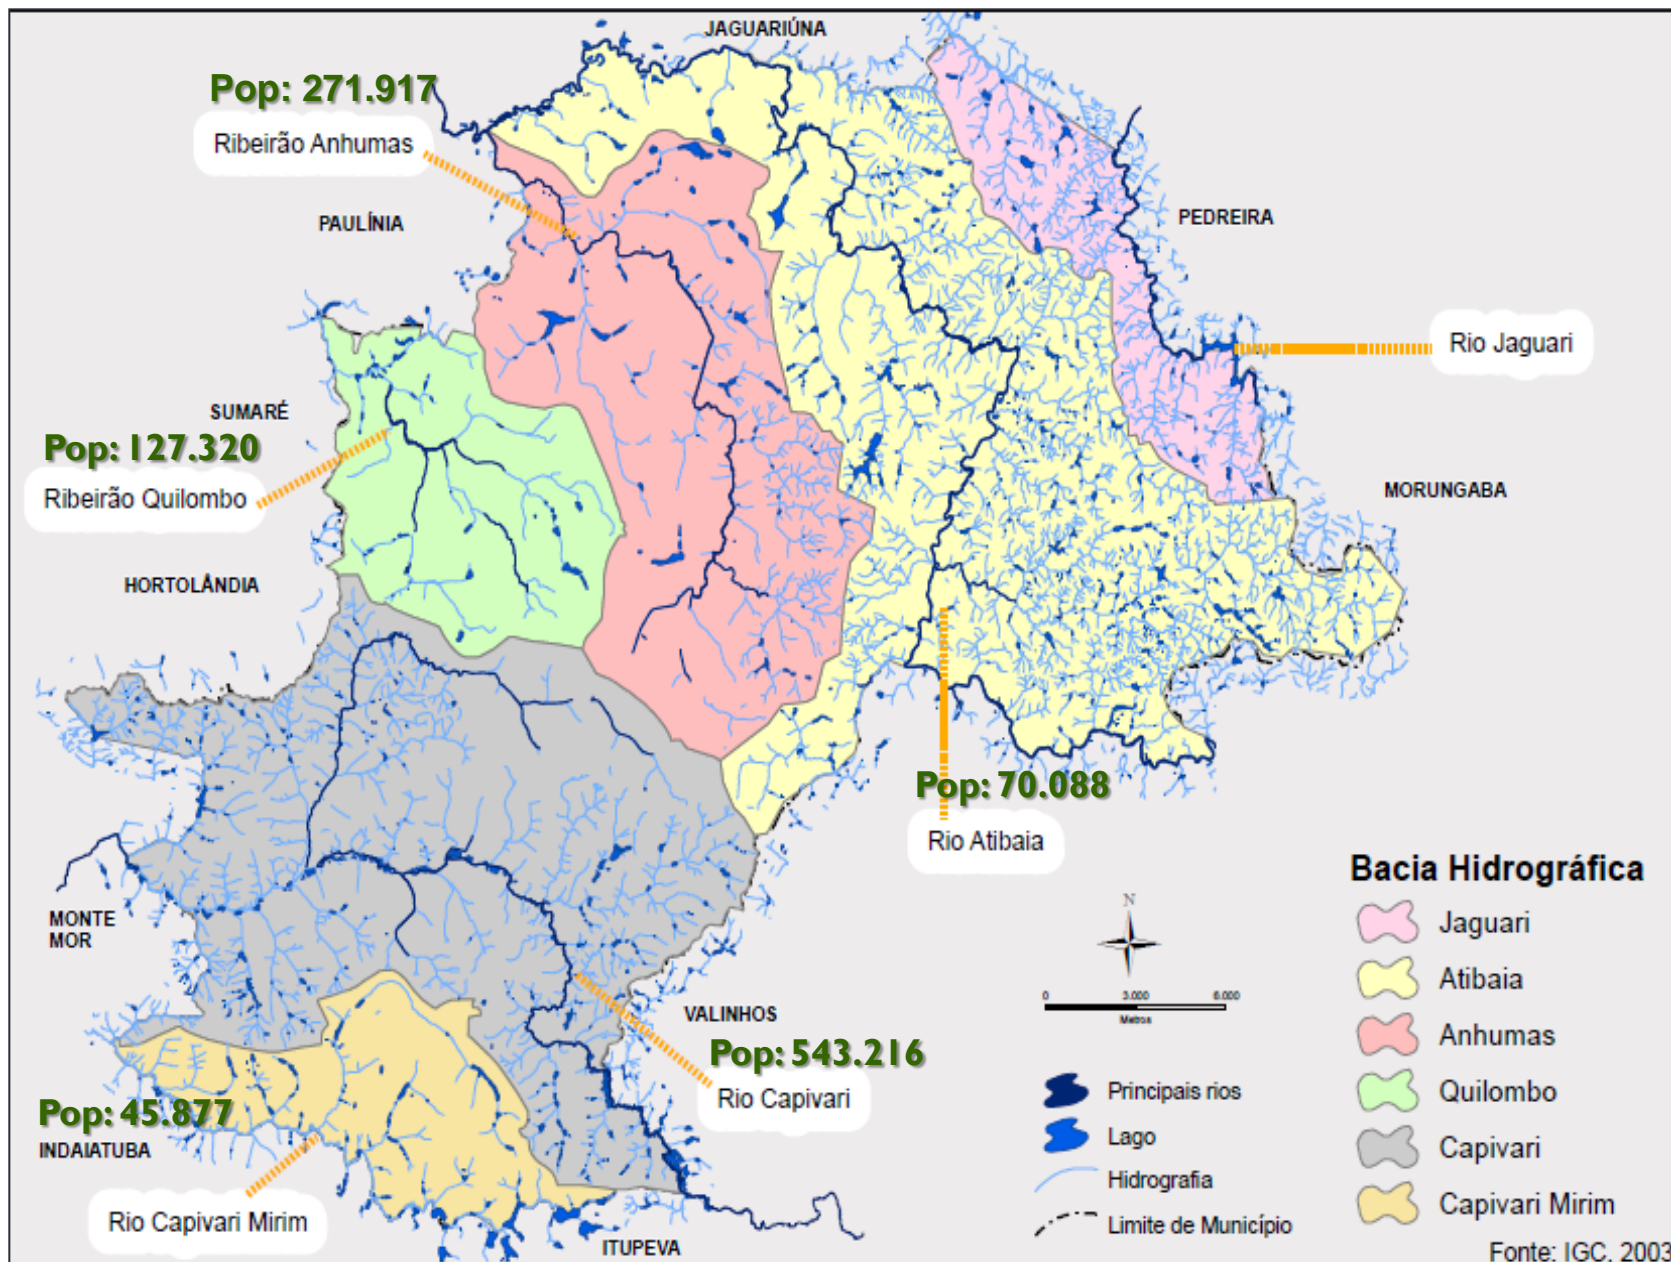 JAGUARIÚNA
Pop: 271.917
Ribeirão Anhumas
PAULÍNIA
PEDREIRA
Rio Jaguari
SUMARÉ
Pop: 127.320
Ribeirão Quilombo
MORUNGABA
HORTOLÂNDIA
Pop: 70.088
Rio Atibaia
MONTE
MOR
VALINHOS
Pop: 543.216
Rio Capivari
Pop: 45.877
INDAIATUBA
Rio Capivari Mirim
ITUPEVA
N
0 3.000 6.000
Metros
Principais rios
Lago
Hidrografia
Limite de Município
Bacia Hidrográfica
Jaguari
Atibaia
Anhumas
Quilombo
Capivari
Capivari Mirim
Fonte: IGC, 2003